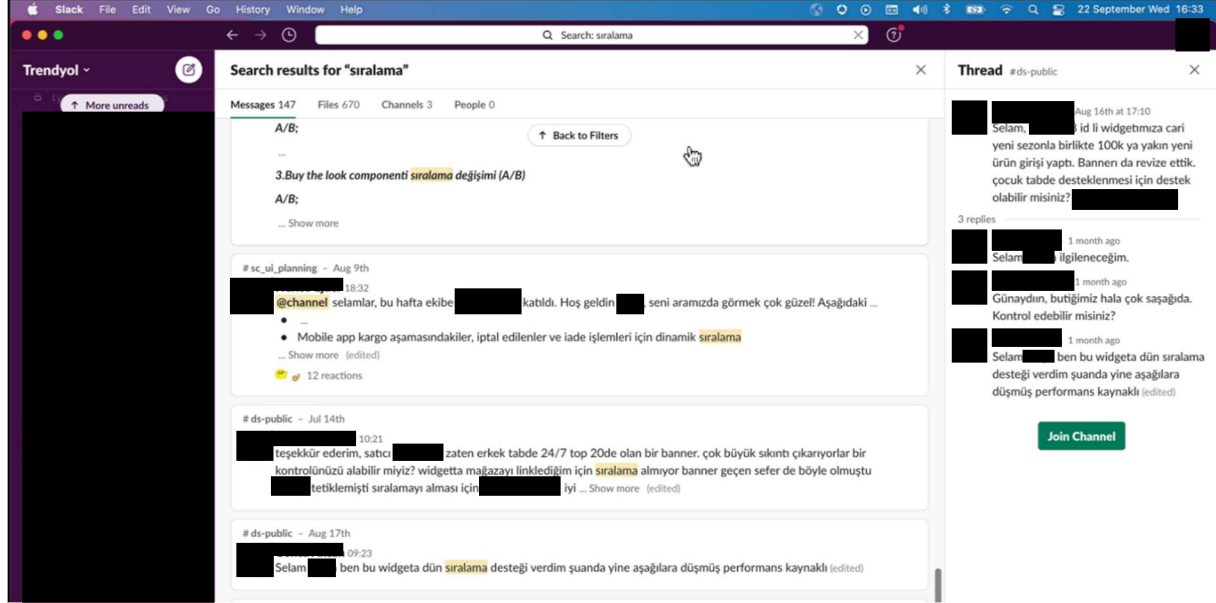 Slack File Edit View Go History Window Help
22 September Wed 16:33
Search: sıralama
Trendyol
↑ More unreads
Search results for “sıralama”
Messages 147 Files 670 Channels 3 People 0
↑ Back to Filters
A/B;
...
3.Buy the look componenti sıralama değişimi (A/B)
A/B;
... Show more
# sc_ui_planning – Aug 9th
18:32
@channel selamlar, bu hafta ekibe katıldı. Hoş geldin , seni aramızda görmek çok güzel! Aşağıdaki ...
• ...
• Mobile app kargo aşamasındakiler, iptal edilenler ve iade işlemleri için dinamik sıralama
... Show more (edited)
12 reactions
# ds-public – Jul 14th
10:21
teşekkür ederim, satıcı zaten erkek tabde 24/7 top 20de olan bir banner. çok büyük sıkıntı çıkarıyorlar bir
kontrolünüzü alabilir miyiz? widgetta mağazayı linklediğim için sıralama almıyor banner geçen sefer de böyle olmuştu
tetiklemişti sıralamayı alması için iyi ... Show more (edited)
# ds-public – Aug 17th
09:23
Selam ben bu widgeta dün sıralama desteği verdim şuanda yine aşağılara düşmüş performans kaynaklı (edited)
Thread #ds-public
Aug 16th at 17:10
Selam, id li widgetımıza cari
yeni sezonla birlikte 100k ya yakın yeni
ürün girişi yaptı. Bannerı da revize ettik.
çocuk tabde desteklenmesi için destek
olabilir misiniz?
3 replies
1 month ago
Selam ilgileneceğim.
1 month ago
Günaydıın, butiğimiz hala çok saşağıda.
Kontrol edebilir misiniz?
1 month ago
Selam ben bu widgeta dün sıralama
desteği verdim şuanda yine aşağılara
düşmüş performans kaynaklı (edited)
Join Channel